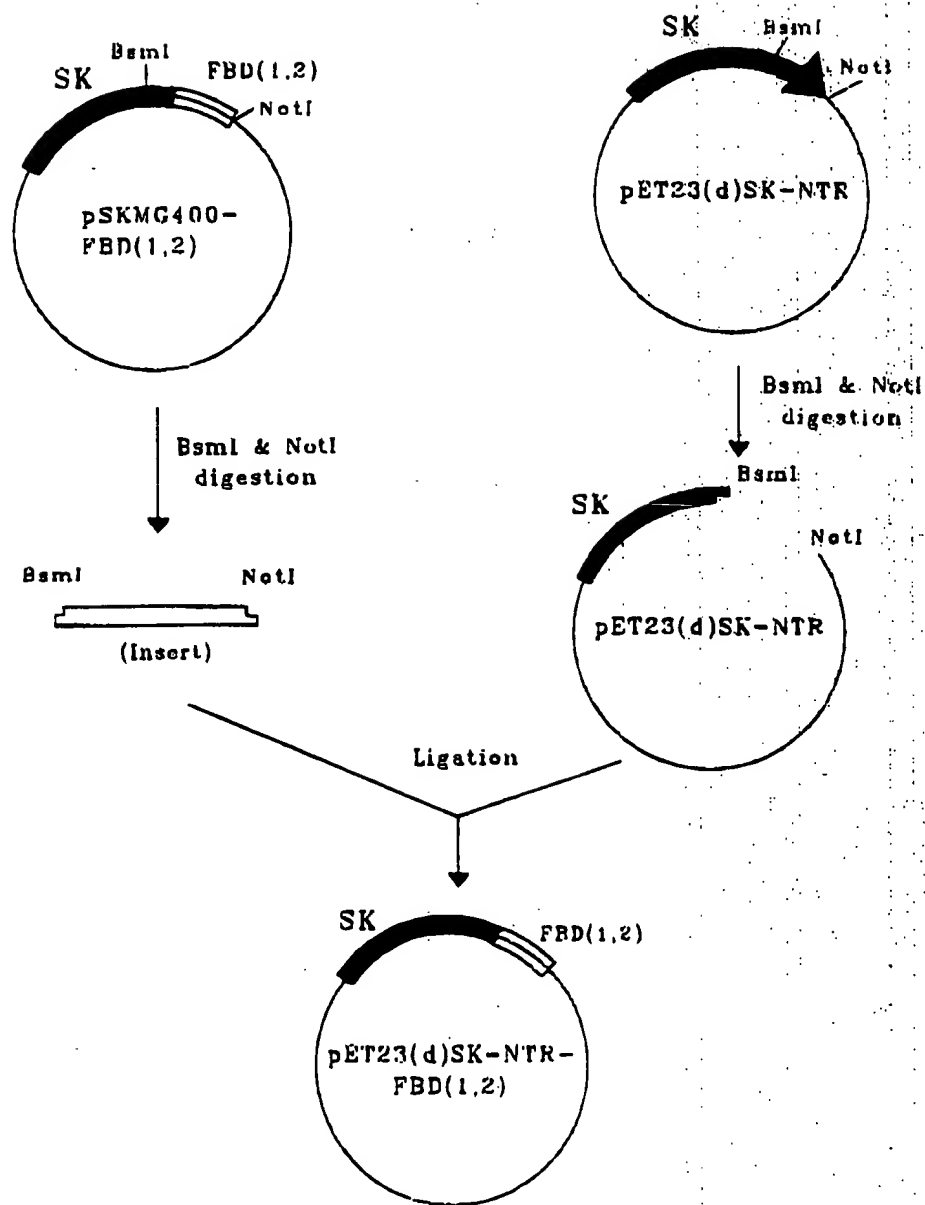 SK
BsmI
FBD(1,2)
NotI
pSKMG400-
FBD(1,2)
SK
BsmI
NotI
pET23(d)SK-NTR
BsmI & NotI
digestion
BsmI & NotI
digestion
BsmI
NotI
(Insert)
SK
BsmI
NotI
pET23(d)SK-NTR
Ligation
SK
FBD(1,2)
pET23(d)SK-NTR-
FBD(1,2)